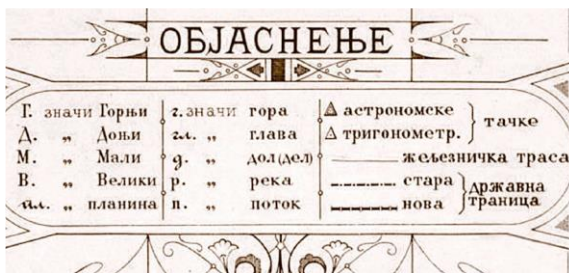 ОБЈАСНЕЊЕ
Г. значи Горњи
Д. „ Доњи
М. „ Мали
В. „ Велики
пл. „ планина
г. значи гора
гл. „ глава
д. „ дол(дел)
р. „ река
п. „ поток
астрономске
тригонометр.
тачке
жељезничка траса
стара
нова
државна
граница